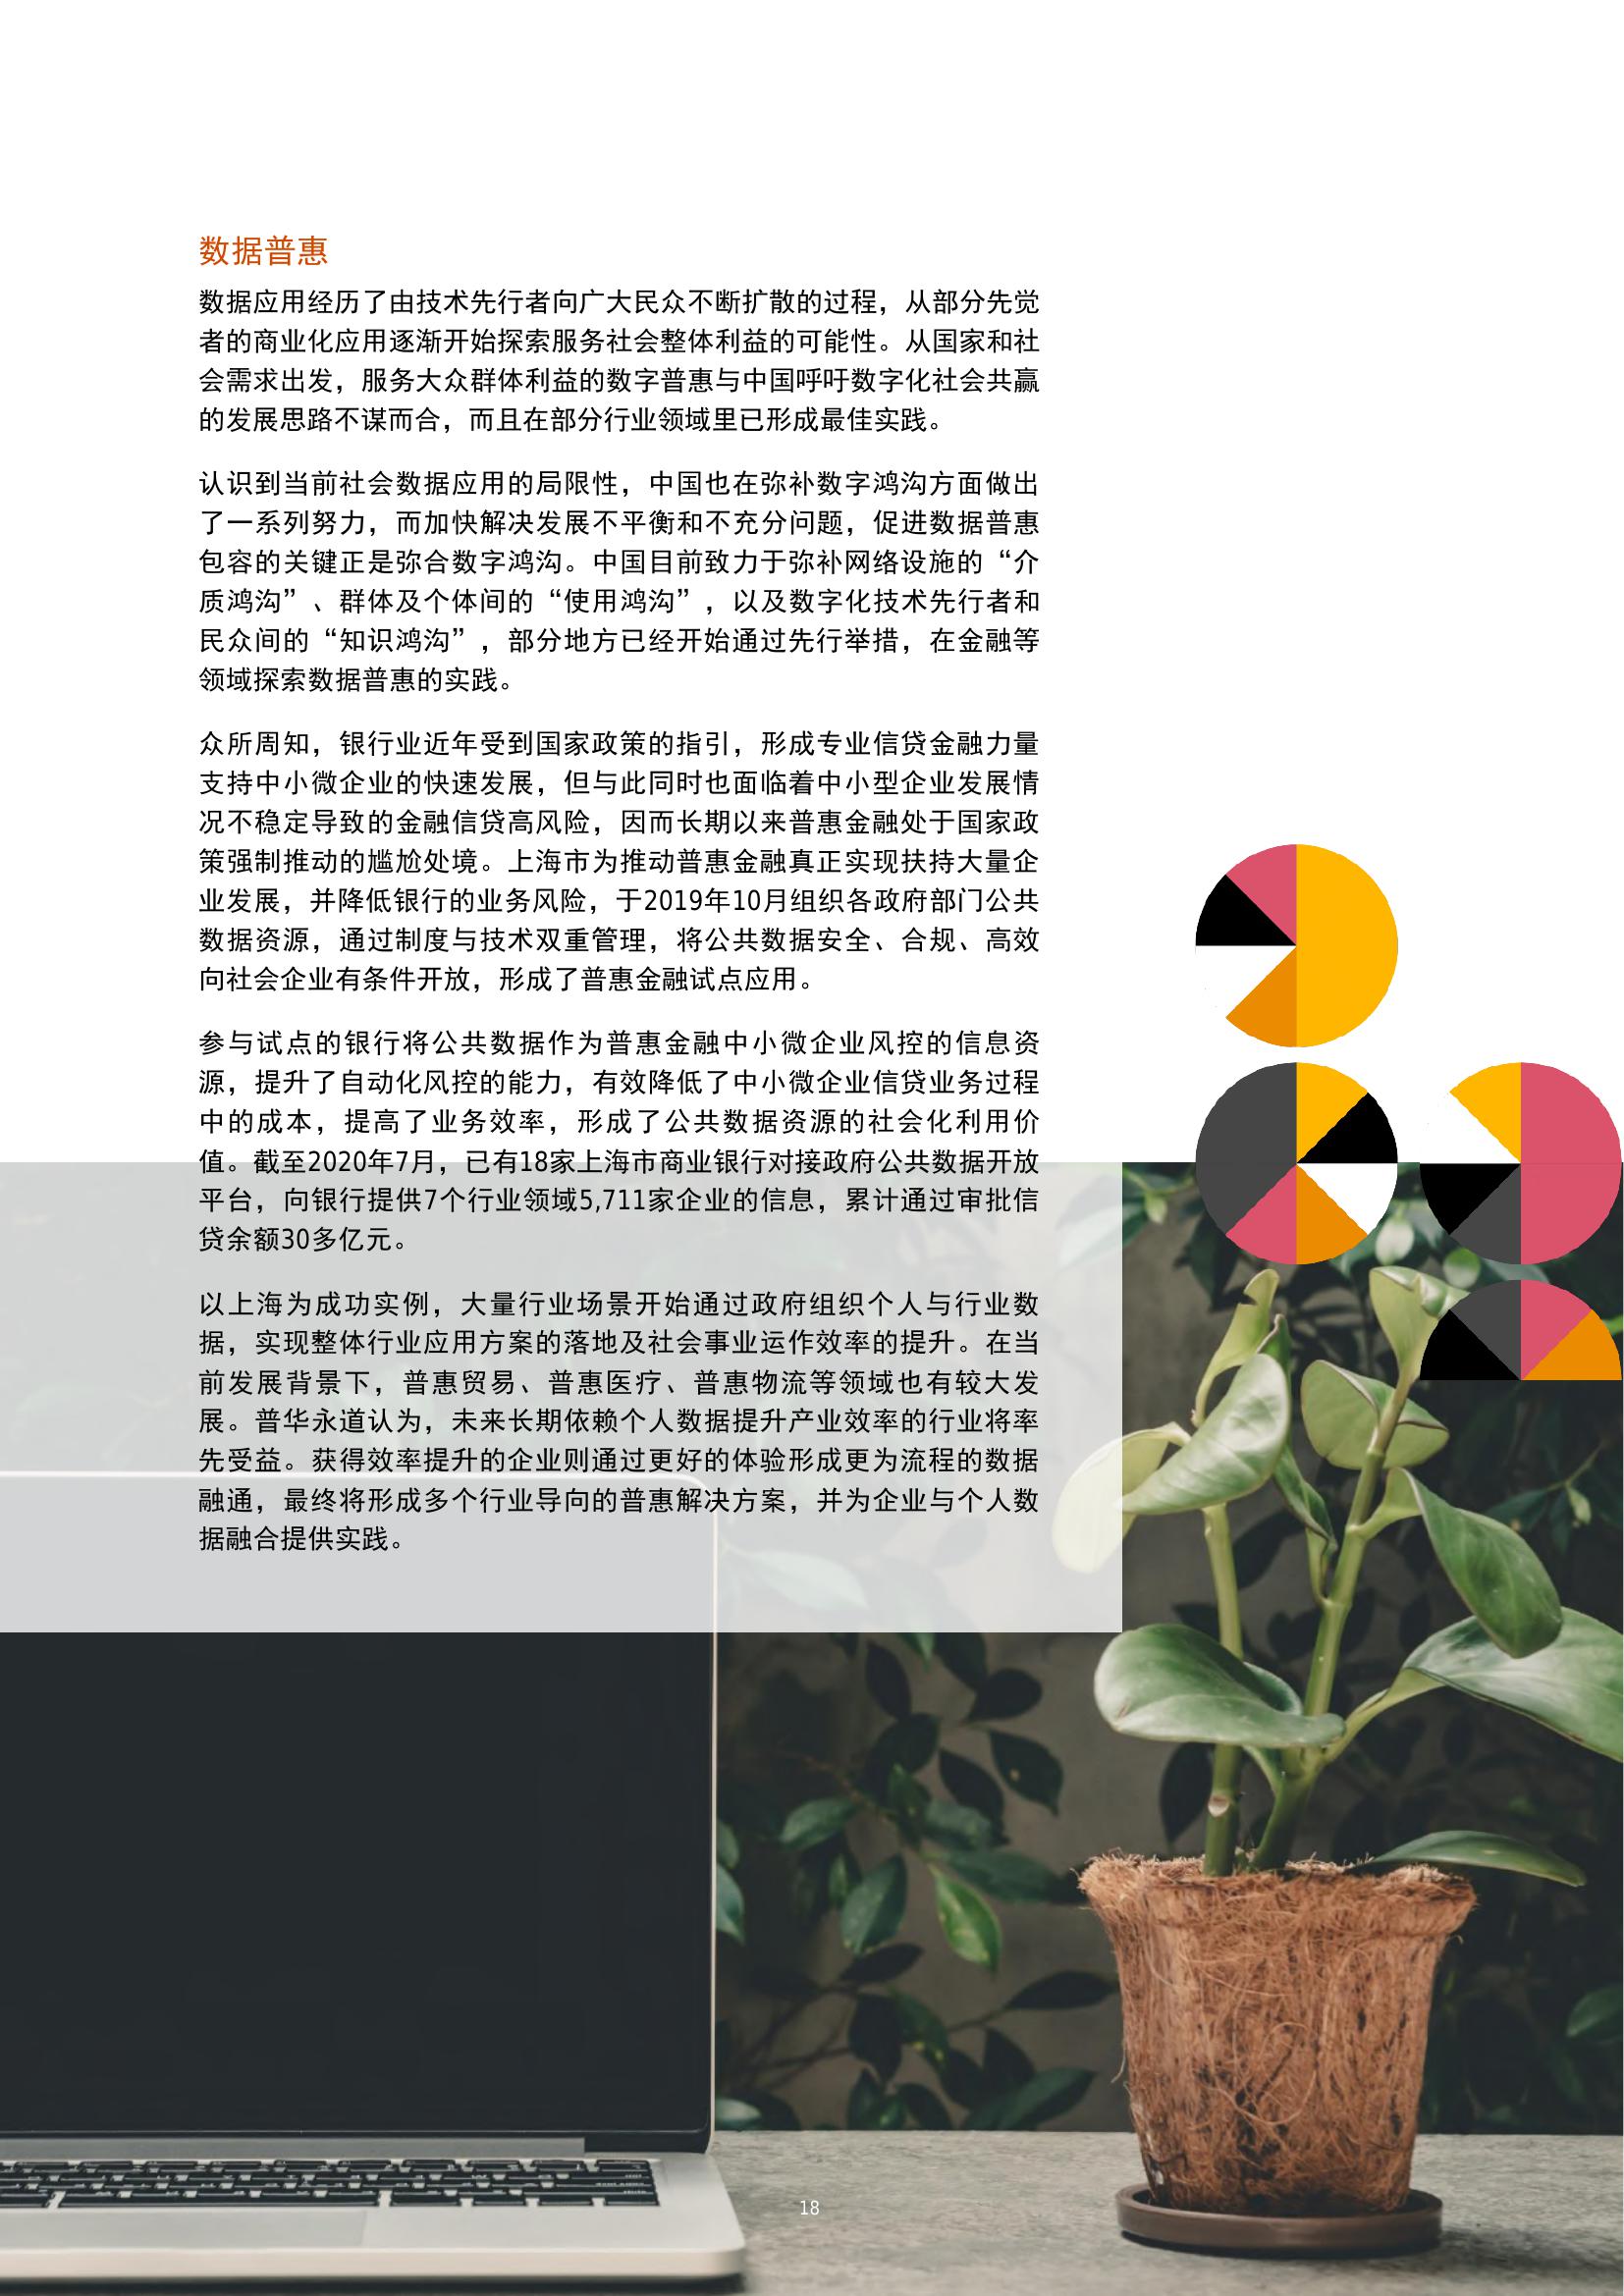 数据普惠
数据应用经历了由技术先行者向广大民众不断扩散的过程，从部分先觉
者的商业化应用逐渐开始探索服务社会整体利益的可能性。从国家和社
会需求出发，服务大众群体利益的数字普惠与中国呼吁数字化社会共赢
的发展思路不谋而合，而且在部分行业领域里已形成最佳实践。
认识到当前社会数据应用的局限性，中国也在弥补数字鸿沟方面做出
了一系列努力，而加快解决发展不平衡和不充分问题，促进数据普惠
包容的关键正是弥合数字鸿沟。中国目前致力于弥补网络设施的“介
质鸿沟”、群体及个体间的“使用鸿沟”，以及数字化技术先行者和
民众间的“知识鸿沟”，部分地方已经开始通过先行举措，在金融等
领域探索数据普惠的实践。
众所周知，银行业近年受到国家政策的指引，形成专业信贷金融力量
支持中小微企业的快速发展，但与此同时也面临着中小型企业发展情
况不稳定导致的金融信贷高风险，因而长期以来普惠金融处于国家政
策强制推动的尴尬处境。上海市为推动普惠金融真正实现扶持大量企
业发展，并降低银行的业务风险，于2019年10月组织各政府部门公共
数据资源，通过制度与技术双重管理，将公共数据安全、合规、高效
向社会企业有条件开放，形成了普惠金融试点应用。
参与试点的银行将公共数据作为普惠金融中小微企业风控的信息资
源，提升了自动化风控的能力，有效降低了中小微企业信贷业务过程
中的成本，提高了业务效率，形成了公共数据资源的社会化利用价
值。截至2020年7月，已有18家上海市商业银行对接政府公共数据开放
平台，向银行提供7个行业领域5,711家企业的信息，累计通过审批信
贷余额30多亿元。
以上海为成功实例，大量行业场景开始通过政府组织个人与行业数
据，实现整体行业应用方案的落地及社会事业运作效率的提升。在当
前发展背景下，普惠贸易、普惠医疗、普惠物流等领域也有较大发
展。普华永道认为，未来长期依赖个人数据提升产业效率的行业将率
先受益。获得效率提升的企业则通过更好的体验形成更为流程的数据
融通，最终将形成多个行业导向的普惠解决方案，并为企业与个人数
据融合提供实践。
18